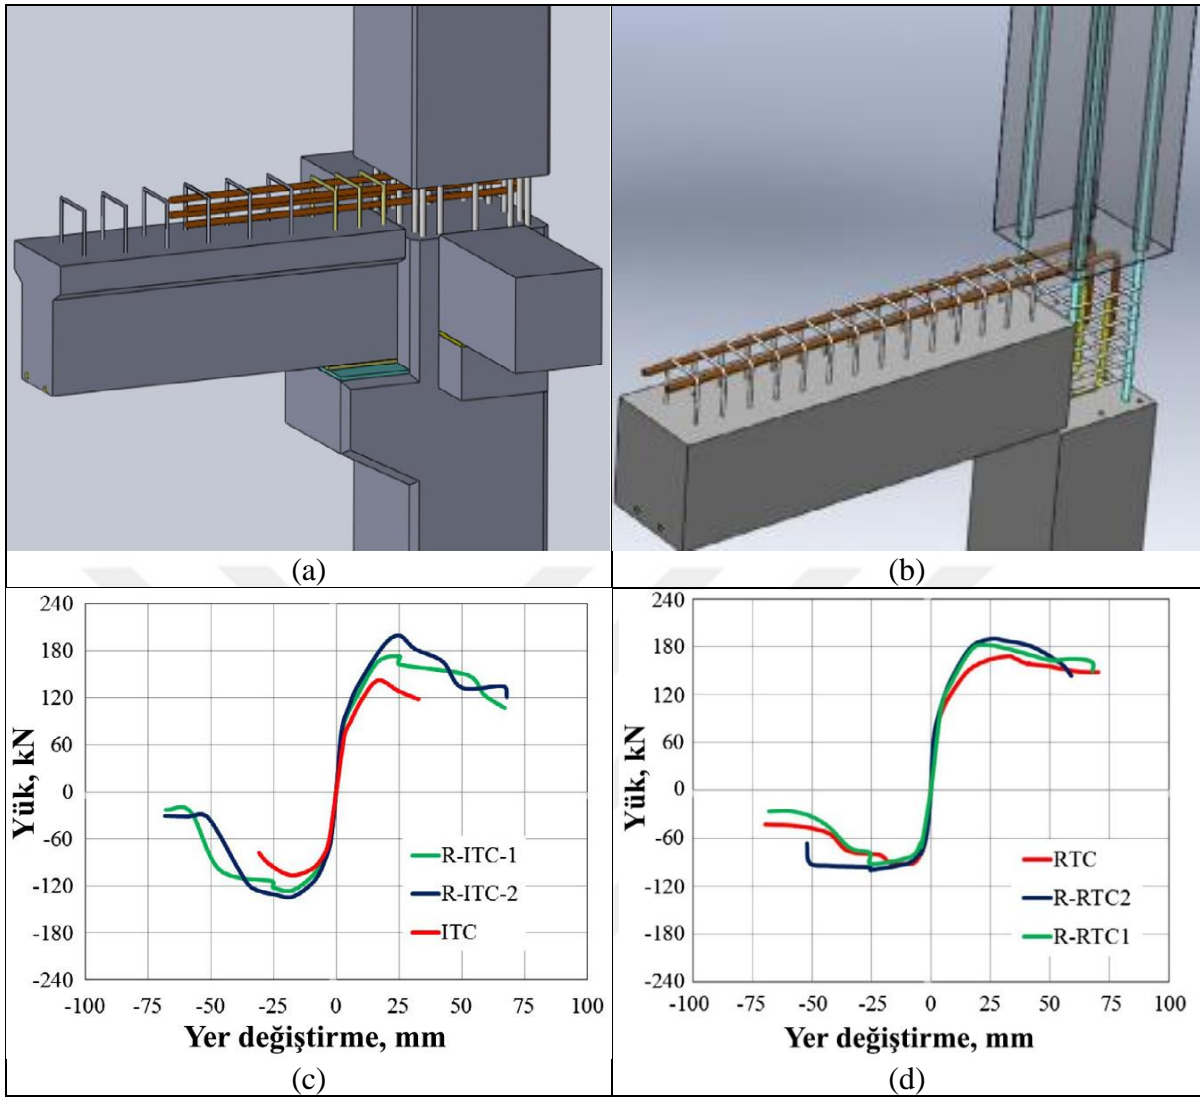 (a)
(b)
240
180
120
60
0
-60
-120
-180
-240
Yük, kN
R-ITC-1
R-ITC-2
ITC
-100 -75 -50 -25 0 25 50 75 100
Yer değiştirme, mm
(c)
240
180
120
60
0
-60
-120
-180
-240
Yük, kN
RTC
R-RTC2
R-RTC1
-100 -75 -50 -25 0 25 50 75 100
Yer değiştirme, mm
(d)